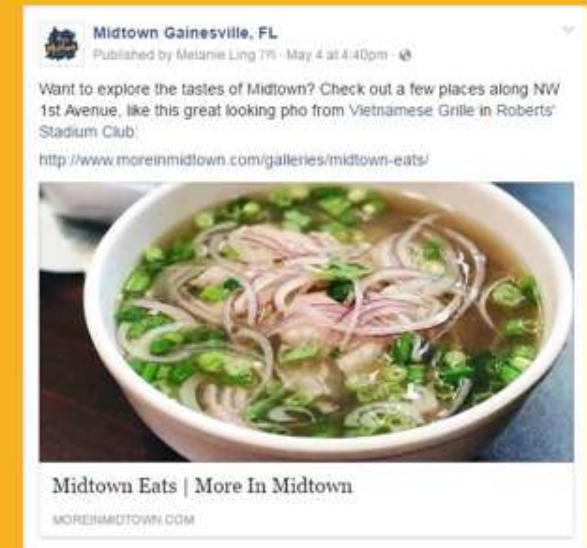 Midtown Gainesville, FL
Published by Melanie Ling [?] · May 4 at 4:40pm ·
Want to explore the tastes of Midtown? Check out a few places along NW
1st Avenue, like this great looking pho from Vietnamese Grille in Roberts'
Stadium Club:
http://www.moreinmidtown.com/galleries/midtown-eats/
Midtown Eats | More In Midtown
MOREINMIDTOWN.COM